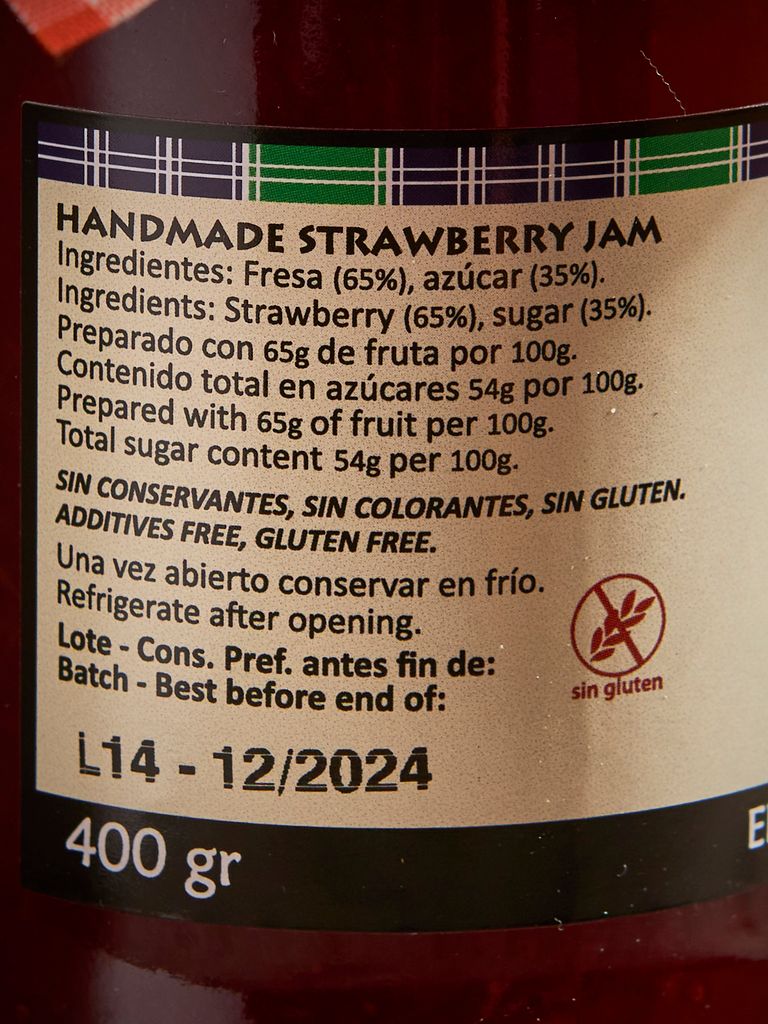 HANDMADE STRAWBERRY JAM
Ingredientes: Fresa (65%), azúcar (35%).
Ingredients: Strawberry (65%), sugar (35%).
Preparado con 65g de fruta por 100g.
Contenido total en azúcares 54g por 100g.
Prepared with 65g of fruit per 100g.
Total sugar content 54g per 100g.
SIN CONSERVANTES, SIN COLORANTES, SIN GLUTEN.
ADDITIVES FREE, GLUTEN FREE.
Una vez abierto conservar en frío.
Refrigerate after opening.
Lote - Cons. Pref. antes fin de:
Batch - Best before end of:
sin gluten
L14 - 12/2024
400 gr